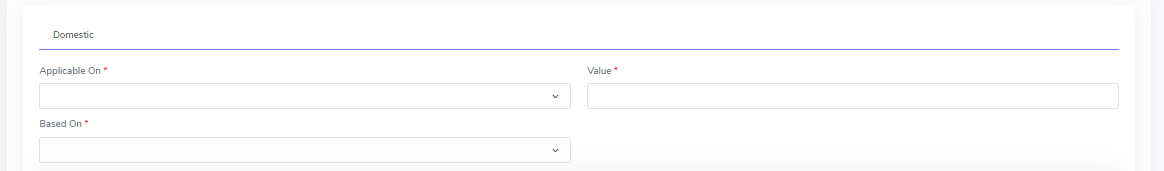 Domestic
Applicable On *
Value *
Based On *